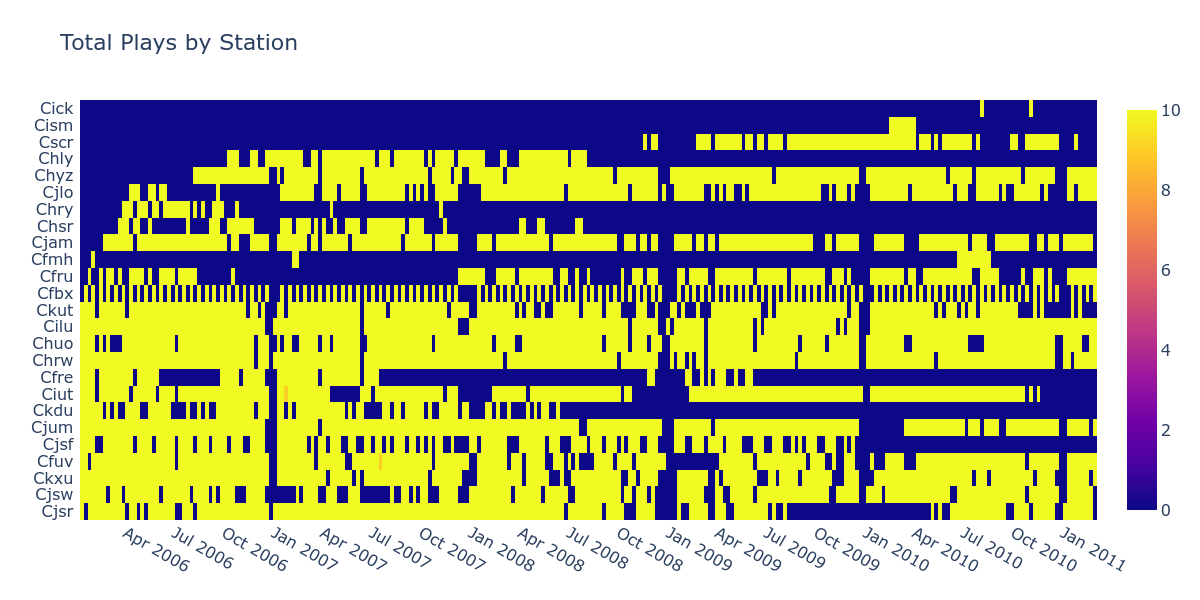 Total Plays by Station
Cick
Cism
Cscr
Chly
Chyz
Cjlo
Chry
Chsr
Cjam
Cfmh
Cfru
Cfbx
Ckut
Cilu
Chuo
Chrw
Cfre
Ciut
Ckdu
Cjum
Cjsf
Cfuv
Ckxu
Cjsw
Cjsr
Apr 2006
Jul 2006
Oct 2006
Jan 2007
Apr 2007
Jul 2007
Oct 2007
Jan 2008
Apr 2008
Jul 2008
Oct 2008
Jan 2009
Apr 2009
Jul 2009
Oct 2009
Jan 2010
Apr 2010
Jul 2010
Oct 2010
Jan 2011
10
8
6
4
2
0